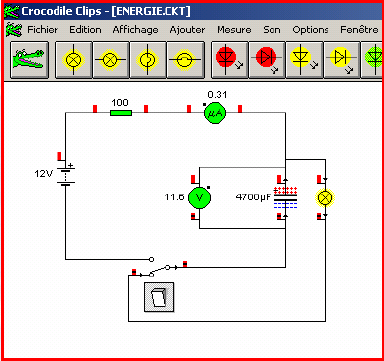 Crocodile Clips - [ENERGIE.CKT]
Fichier Edition Affichage Ajouter Mesure Son Options Fenêtre
0.31
100
µA
12V
+
11.6 V 4700µF